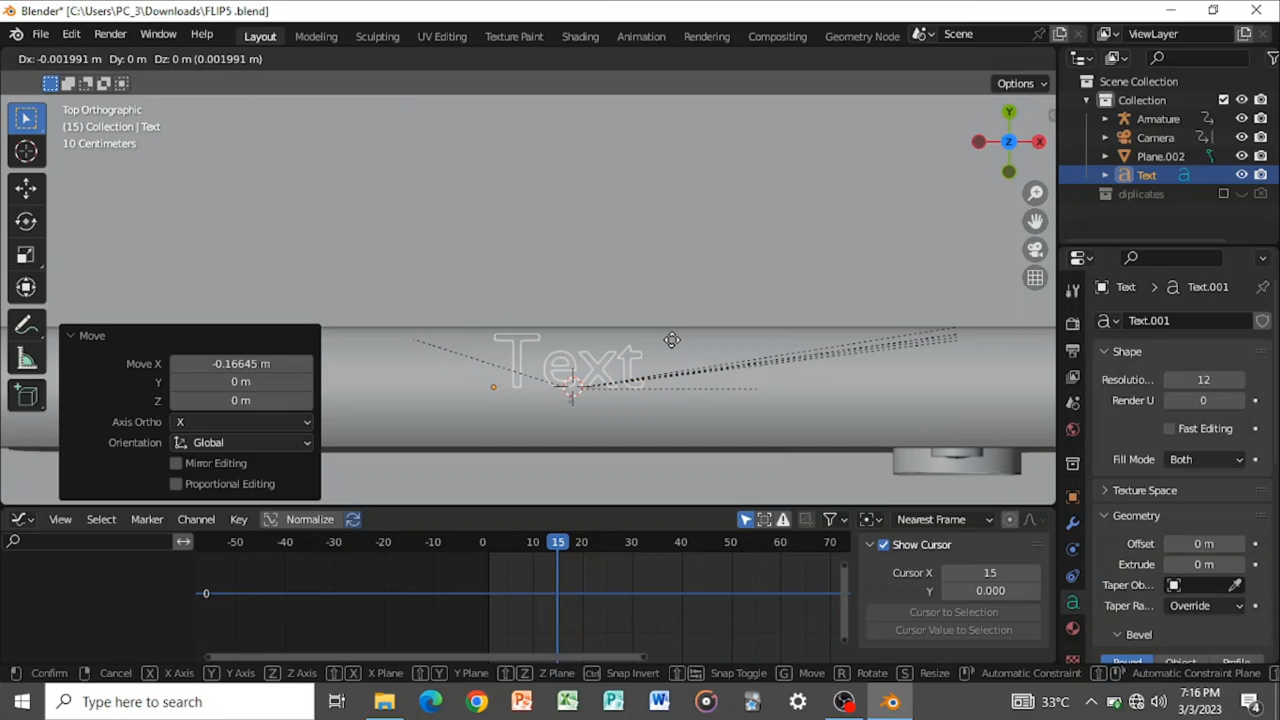 Blender* [C:\Users\PC_3\Downloads\FLIP5 .blend]
File Edit Render Window Help Layout Modeling Sculpting UV Editing Texture Paint Shading Animation Rendering Compositing Geometry Node Scene ViewLayer
Dx: -0.001991 m Dy: 0 m Dz: 0 m (0.001991 m)
Options
Top Orthographic
(15) Collection | Text
10 Centimeters
Y
Z
X
Scene Collection
Collection
Armature
Camera
Plane.002
Text
diplicates
Text
Move
Move X -0.16645 m
Y 0 m
Z 0 m
Axis Ortho X
Orientation Global
Mirror Editing
Proportional Editing
Text > Text.001
Text.001
Shape
Resolutio... 12
Render U 0
Fast Editing
Fill Mode Both
Texture Space
Geometry
Offset 0 m
Extrude 0 m
Taper Ob...
Taper Ra... Override
Bevel
Round Object Profile
View Select Marker Channel Key Normalize Nearest Frame
-50 -40 -30 -20 -10 0 10 15 20 30 40 50 60 70
0
Show Cursor
Cursor X 15
Y 0.000
Cursor to Selection
Cursor Value to Selection
Confirm Cancel X X Axis Y Y Axis Z Z Axis X X Plane Y Y Plane Z Z Plane Ctrl Snap Invert Snap Toggle G Move R Rotate S Resize Automatic Constraint Automatic Constraint Plane
Type here to search
33°C
7:16 PM
3/3/2023
4